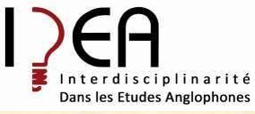 IDEA
Interdisciplinarité
Dans les Etudes Anglophones